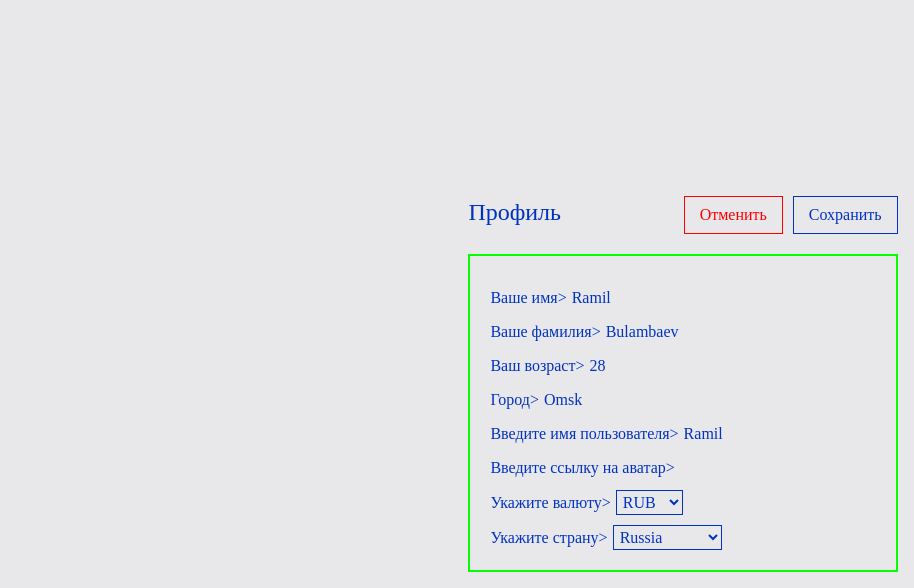 Профиль Отменить Сохранить
Ваше имя> Ramil
Ваше фамилия> Bulambaev
Ваш возраст> 28
Город> Omsk
Введите имя пользователя> Ramil
Введите ссылку на аватар>
Укажите валюту> RUB
Укажите страну> Russia